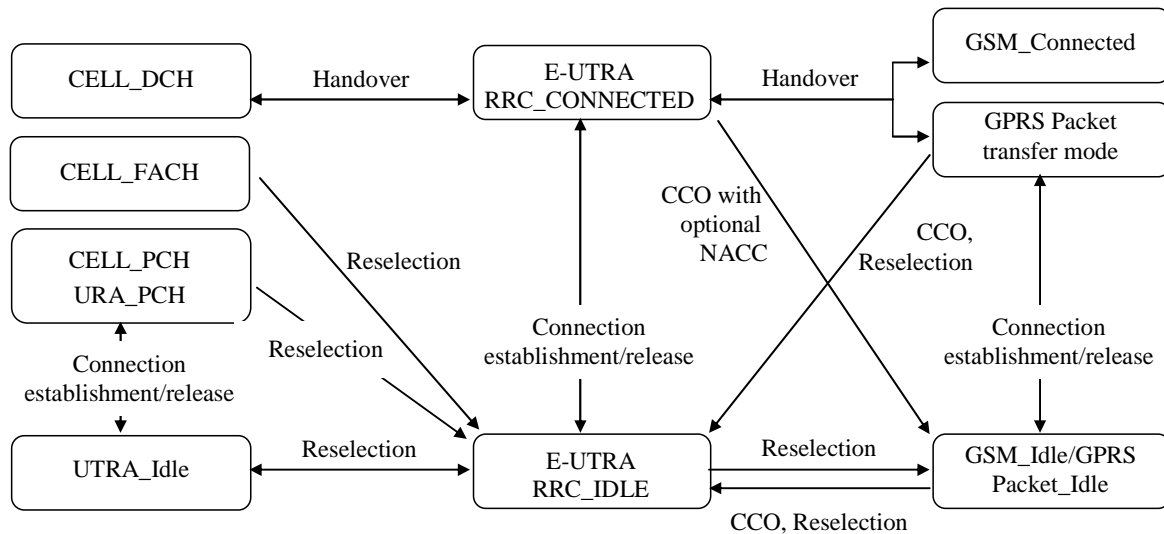 CELL_DCH
Handover
E-UTRA
RRC_CONNECTED
Handover
GSM_Connected
GPRS Packet
transfer mode
CELL_FACH
CCO with
optional
NACC
CCO,
Reselection
CELL_PCH
URA_PCH
Reselection
Reselection
Connection
establishment/release
Connection
establishment/release
Connection
establishment/release
UTRA_Idle
Reselection
E-UTRA
RRC_IDLE
Reselection
CCO, Reselection
GSM_Idle/GPRS
Packet_Idle